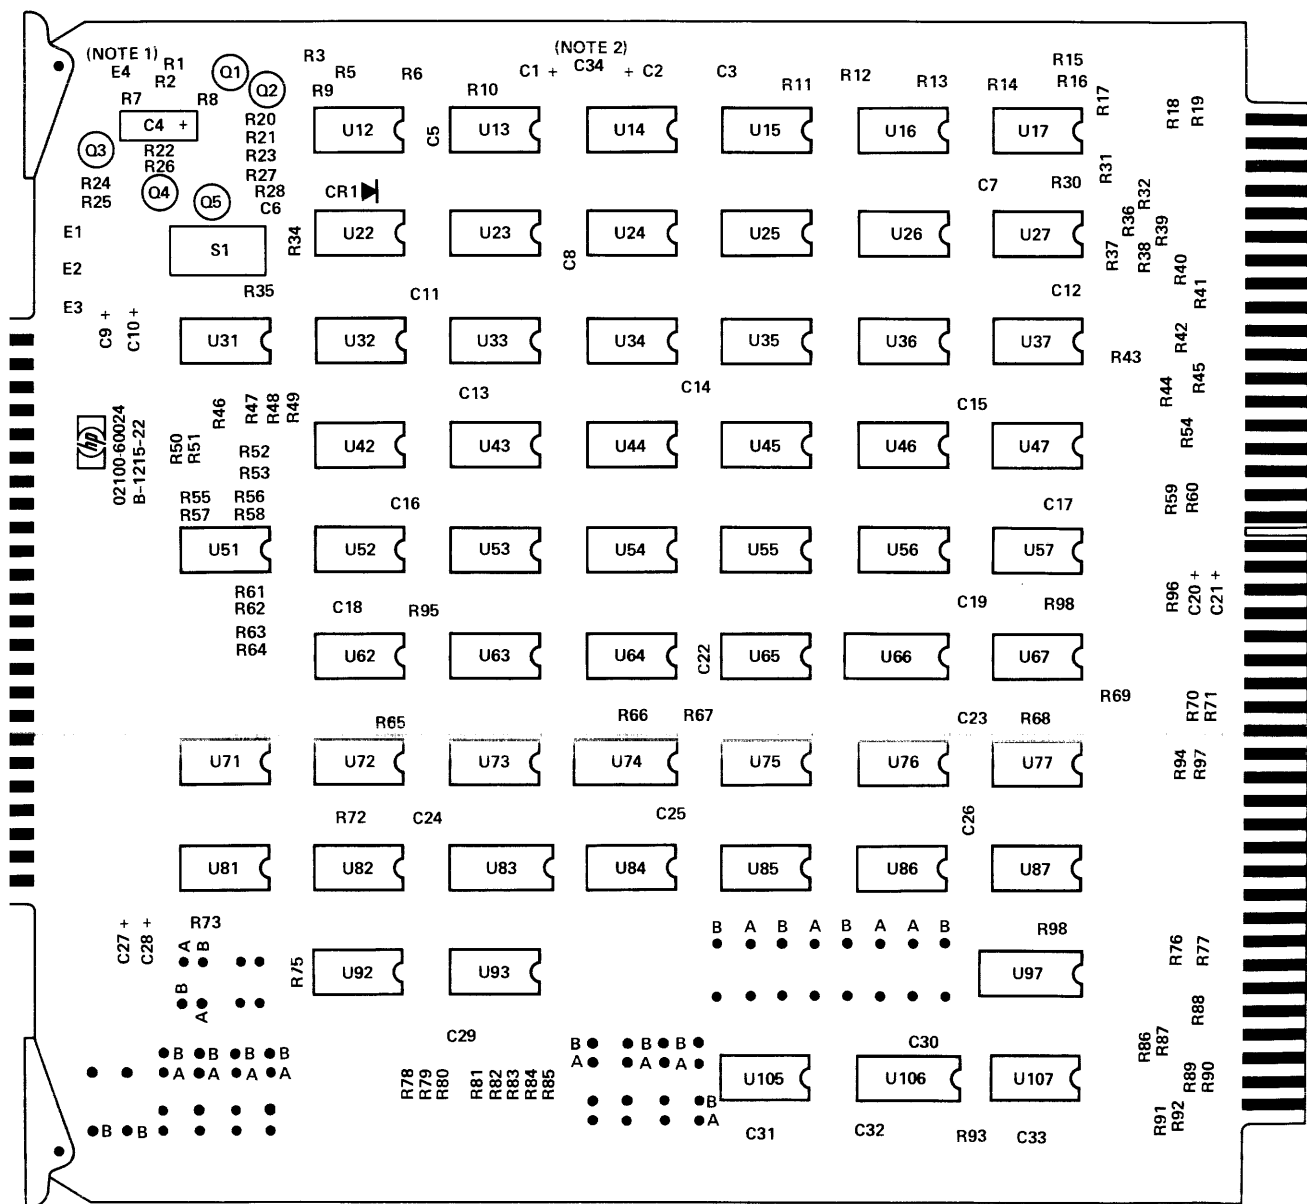 (NOTE 1) R1 R3 (NOTE 2) R15
E4 R2 Q1 R5 R6 C1 + C34 + C2 C3 R12 R13 R14 R16
R7 R8 Q2 R9 R10 R11 R17 R18 R19
C4 + R20 U12 C5 U13 U14 U15 U16 U17
R21
Q3 R22 R23
R26 R27 R31
R24 Q4 R28 CR1 C7 R30 R32
R25 Q5 C6
E1 S1 R34 U22 U23 C8 U24 U25 U26 U27 R36 R39
E2 R37 R38 R40
R35 C11 C12 R41
E3 C9 + C10 +
U31 U32 U33 U34 U35 U36 U37 R42
R43
C13 C14 R44 R45
R46 R47 R48 R49 C15
hp 02100-60024
B-1215-22
R50 R51 R52 U42 U43 U44 U45 U46 U47 R54
R53
R55 R56 C16 C17 R59 R60
R57 R58
U51 U52 U53 U54 U55 U56 U57
R61
R62 C18 R95 C19 R98 R96 C20 + C21 +
R63
R64 U62 U63 U64 C22 U65 U66 U67
R69 R70 R71
R65 R66 R67 C23 R68
U71 U72 U73 U74 U75 U76 U77 R94 R97
R72 C24 C25 C26
U81 U82 U83 U84 U85 U86 U87
C27 + C28 + R73 B A B A A A B R98
A B R76 R77
R75 U92 U93 U97
B
A R88
C29 B B A B C30 R86 R87
B B B B A A A
A A A A R78 R79 R80 R81 R82 R83 R84 R85 U105 U106 U107 R89 R90
B
B B A C31 C32 R93 C33 R91 R92